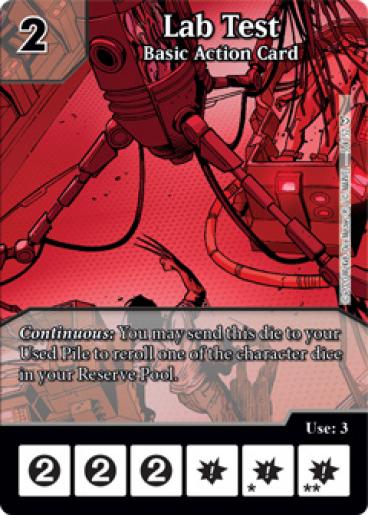 2
Lab Test
Basic Action Card
Continuous: You may send this die to your
Used Pile to reroll one of the character dice
in your Reserve Pool.
Use: 3
2 2 2 ! ! !
* **